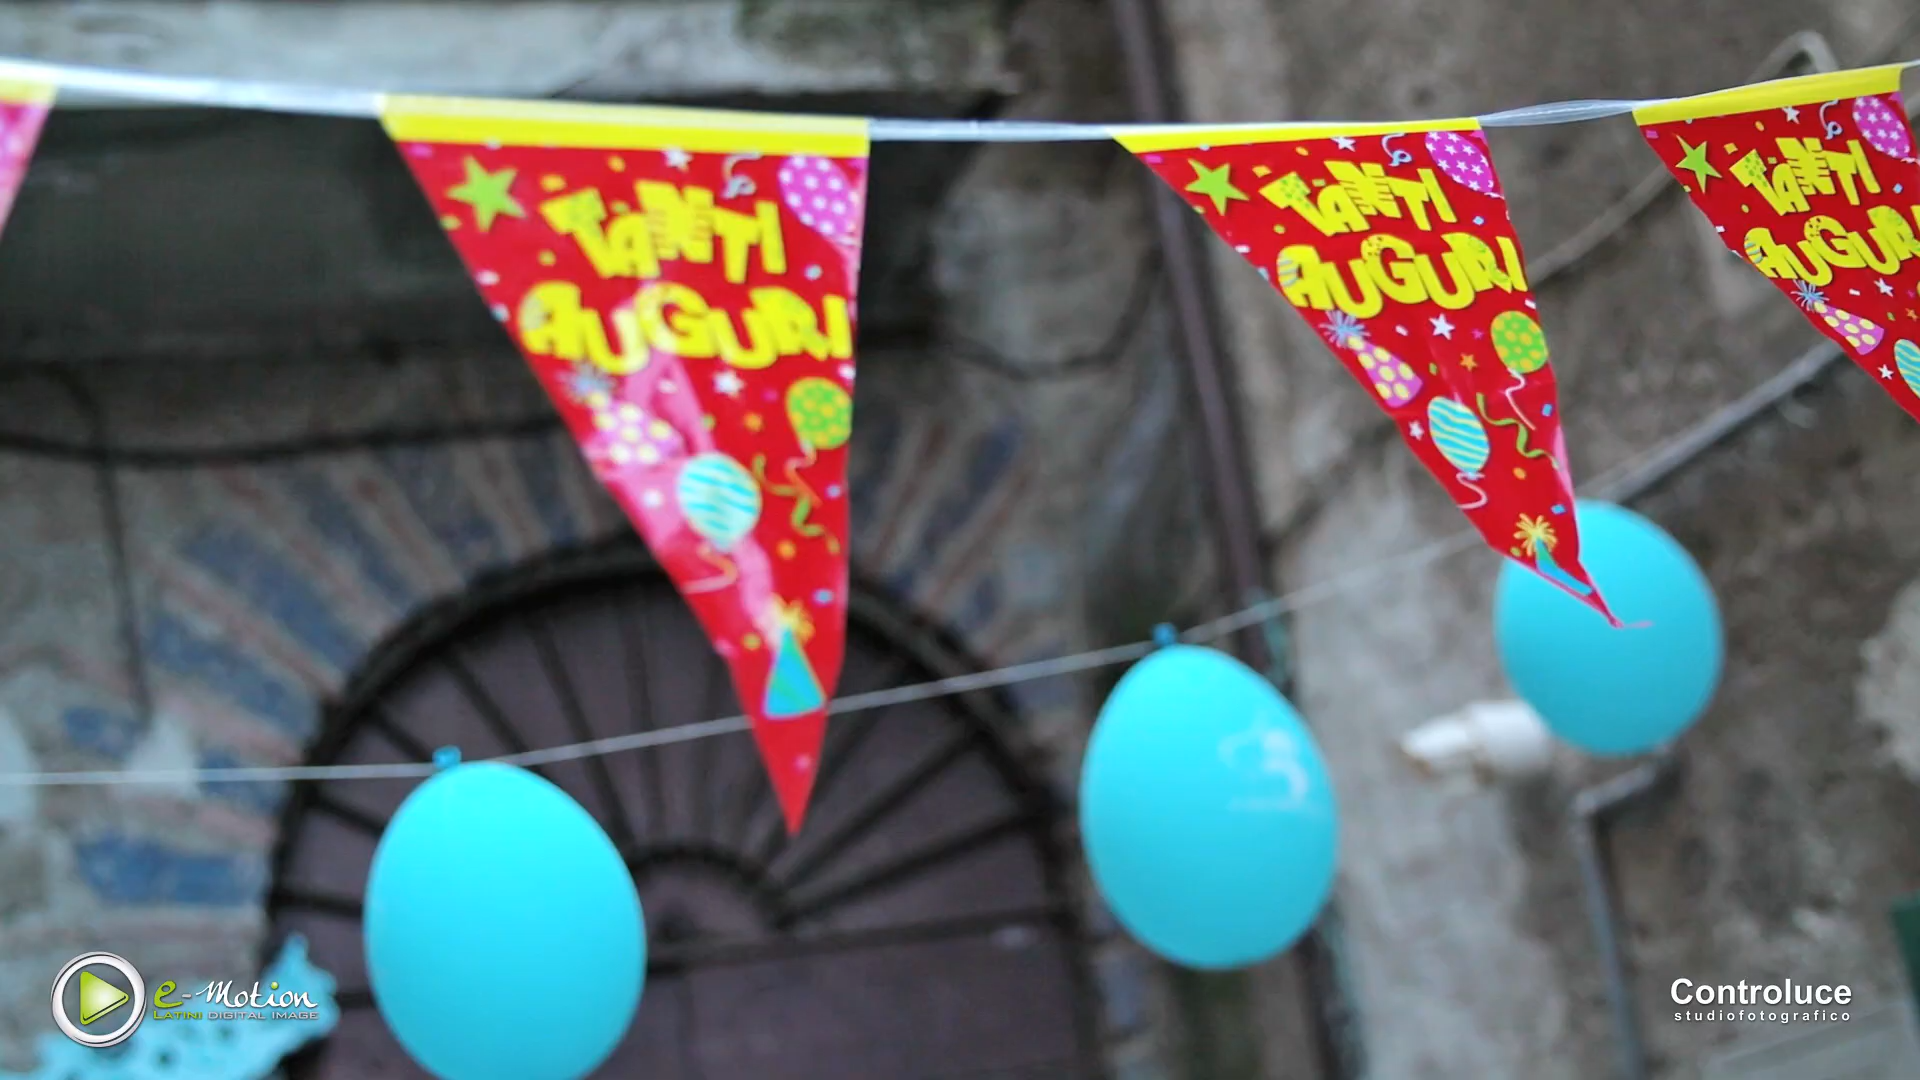 TANTI
AUGURI
TANTI
AUGURI
TANTI
AUGURI
e-Motion
LATINI DIGITAL IMAGE
Controluce
studiofotografico